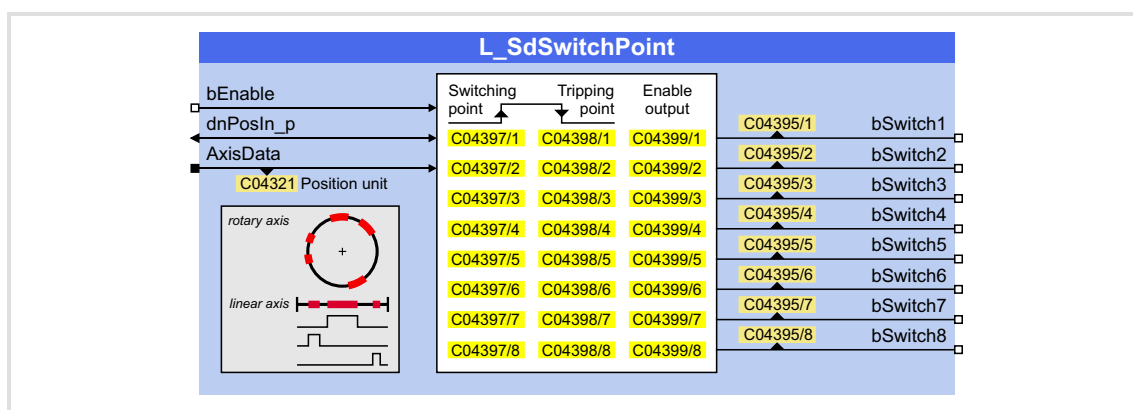 L_SdSwitchPoint
bEnable
dnPosIn_p
AxisData
C04321 Position unit
rotary axis
linear axis
Switching point Tripping point Enable output
C04397/1 C04398/1 C04399/1
C04397/2 C04398/2 C04399/2
C04397/3 C04398/3 C04399/3
C04397/4 C04398/4 C04399/4
C04397/5 C04398/5 C04399/5
C04397/6 C04398/6 C04399/6
C04397/7 C04398/7 C04399/7
C04397/8 C04398/8 C04399/8
C04395/1 bSwitch1
C04395/2 bSwitch2
C04395/3 bSwitch3
C04395/4 bSwitch4
C04395/5 bSwitch5
C04395/6 bSwitch6
C04395/7 bSwitch7
C04395/8 bSwitch8